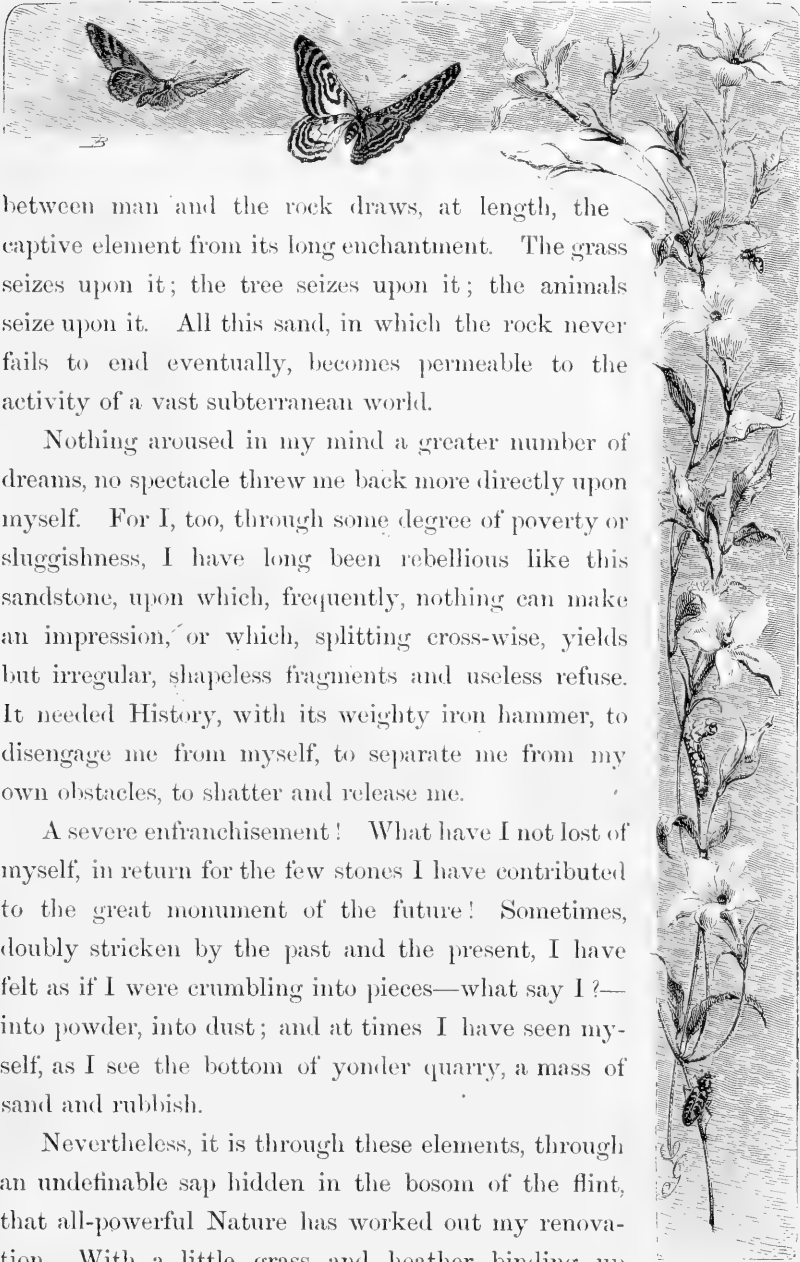 between man and the rock draws, at length, the
captive element from its long enchantment. The grass
seizes upon it; the tree seizes upon it; the animals
seize upon it. All this sand, in which the rock never
fails to end eventually, becomes permeable to the
activity of a vast subterranean world.
Nothing aroused in my mind a greater number of
dreams, no spectacle threw me back more directly upon
myself. For I, too, through some degree of poverty or
sluggishness, I have long been rebellious like this
sandstone, upon which, frequently, nothing can make
an impression, or which, splitting cross-wise, yields
but irregular, shapeless fragments and useless refuse.
It needed History, with its weighty iron hammer, to
disengage me from myself, to separate me from my
own obstacles, to shatter and release me.
A severe enfranchisement! What have I not lost of
myself, in return for the few stones I have contributed
to the great monument of the future! Sometimes,
doubly stricken by the past and the present, I have
felt as if I were crumbling into pieces—what say I?—
into powder, into dust; and at times I have seen my-
self, as I see the bottom of yonder quarry, a mass of
sand and rubbish.
Nevertheless, it is through these elements, through
an undefinable sap hidden in the bosom of the flint,
that all-powerful Nature has worked out my renova-
tion. With a little grass and heather binding up